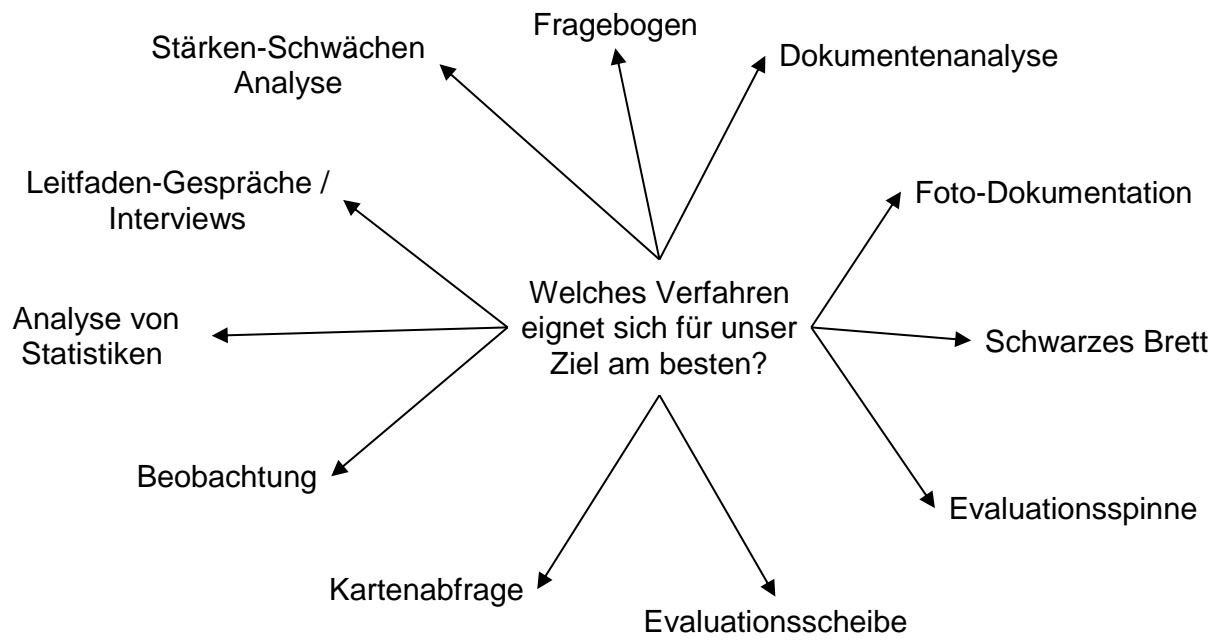 Fragebogen
Stärken-Schwächen
Analyse
Dokumentenanalyse
Leitfaden-Gespräche /
Interviews
Foto-Dokumentation
Welches Verfahren
eignet sich für unser
Ziel am besten?
Analyse von
Statistiken
Schwarzes Brett
Beobachtung
Evaluationsspinne
Kartenabfrage
Evaluationsscheibe